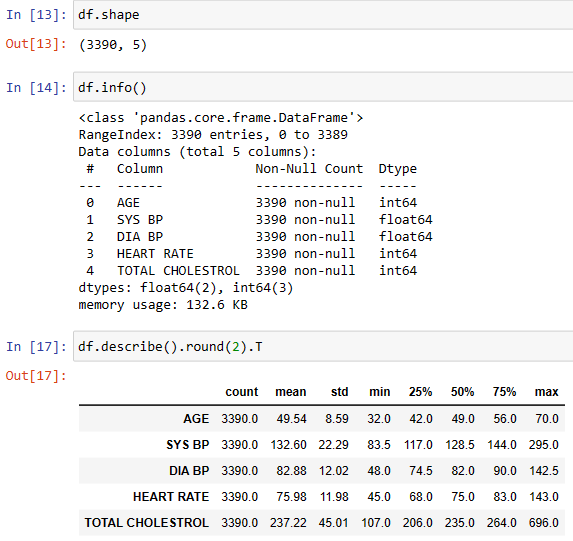 In [13]: df.shape
Out[13]: (3390, 5)
In [14]: df.info()
<class 'pandas.core.frame.DataFrame'>
RangeIndex: 3390 entries, 0 to 3389
Data columns (total 5 columns):
 #   Column           Non-Null Count  Dtype
---  ------           --------------  -----
 0   AGE              3390 non-null   int64
 1   SYS BP           3390 non-null   float64
 2   DIA BP           3390 non-null   float64
 3   HEART RATE       3390 non-null   int64
 4   TOTAL CHOLESTROL 3390 non-null   int64
dtypes: float64(2), int64(3)
memory usage: 132.6 KB
In [17]: df.describe().round(2).T
Out[17]:
count mean std min 25% 50% 75% max
AGE 3390.0 49.54 8.59 32.0 42.0 49.0 56.0 70.0
SYS BP 3390.0 132.60 22.29 83.5 117.0 128.5 144.0 295.0
DIA BP 3390.0 82.88 12.02 48.0 74.5 82.0 90.0 142.5
HEART RATE 3390.0 75.98 11.98 45.0 68.0 75.0 83.0 143.0
TOTAL CHOLESTROL 3390.0 237.22 45.01 107.0 206.0 235.0 264.0 696.0